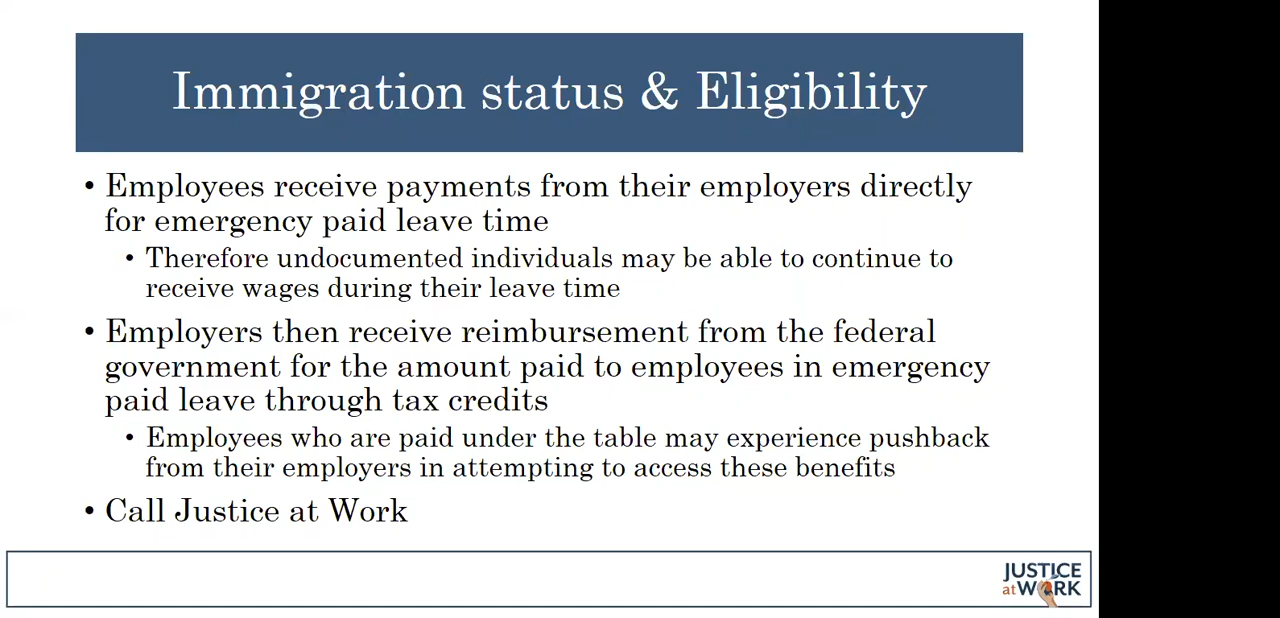 Immigration status & Eligibility
• Employees receive payments from their employers directly
for emergency paid leave time
• Therefore undocumented individuals may be able to continue to
receive wages during their leave time
• Employers then receive reimbursement from the federal
government for the amount paid to employees in emergency
paid leave through tax credits
• Employees who are paid under the table may experience pushback
from their employers in attempting to access these benefits
• Call Justice at Work
JUSTICE
at WORK